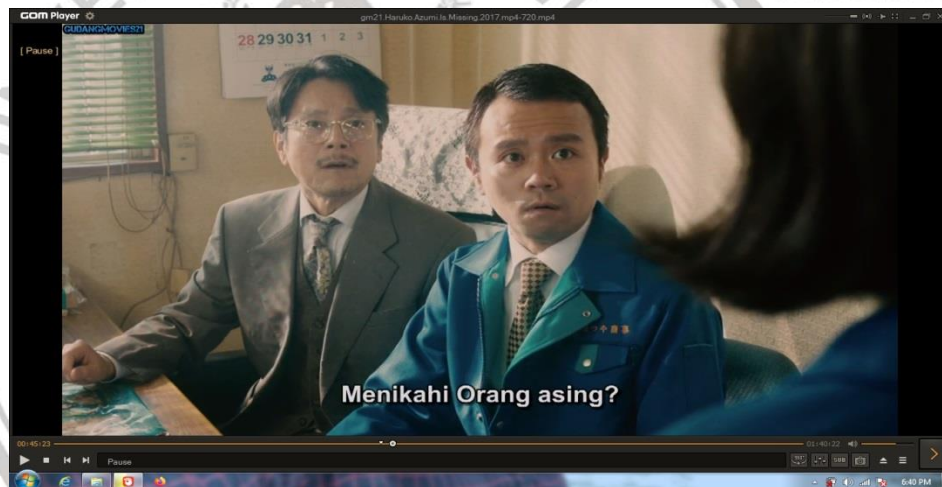 GOM Player
gm21.Haruko.Azumi.Is.Missing.2017.mp4-720.mp4
GUDANGMOVIES21
[ Pause ]
28 29 30 31 1 2 3
Menikahi Orang asing?
00:45:23
01:40:22
Pause
SUB
6:40 PM